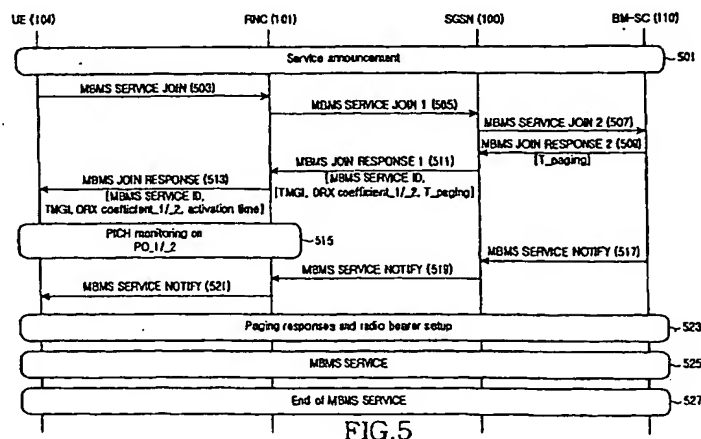 UE (104) RNC (101) SGSN (100) BM-SC (110)
Service announcement
501
MBMS SERVICE JOIN (503)
MBMS SERVICE JOIN 1 (505)
MBMS SERVICE JOIN 2 (507)
MBMS JOIN RESPONSE 2 (509)
[T_paging]
MBMS JOIN RESPONSE 1 (511)
[MBMS SERVICE ID,
TMGI, DRX coefficient_1/_2, T_paging]
MBMS JOIN RESPONSE (513)
[MBMS SERVICE ID,
TMGI, DRX coefficient_1/_2, activation time]
PICH monitoring on
PO_1/_2
515
MBMS SERVICE NOTIFY (517)
MBMS SERVICE NOTIFY (519)
MBMS SERVICE NOTIFY (521)
Paging responses and radio bearer setup
523
MBMS SERVICE
525
End of MBMS SERVICE
527
FIG.5